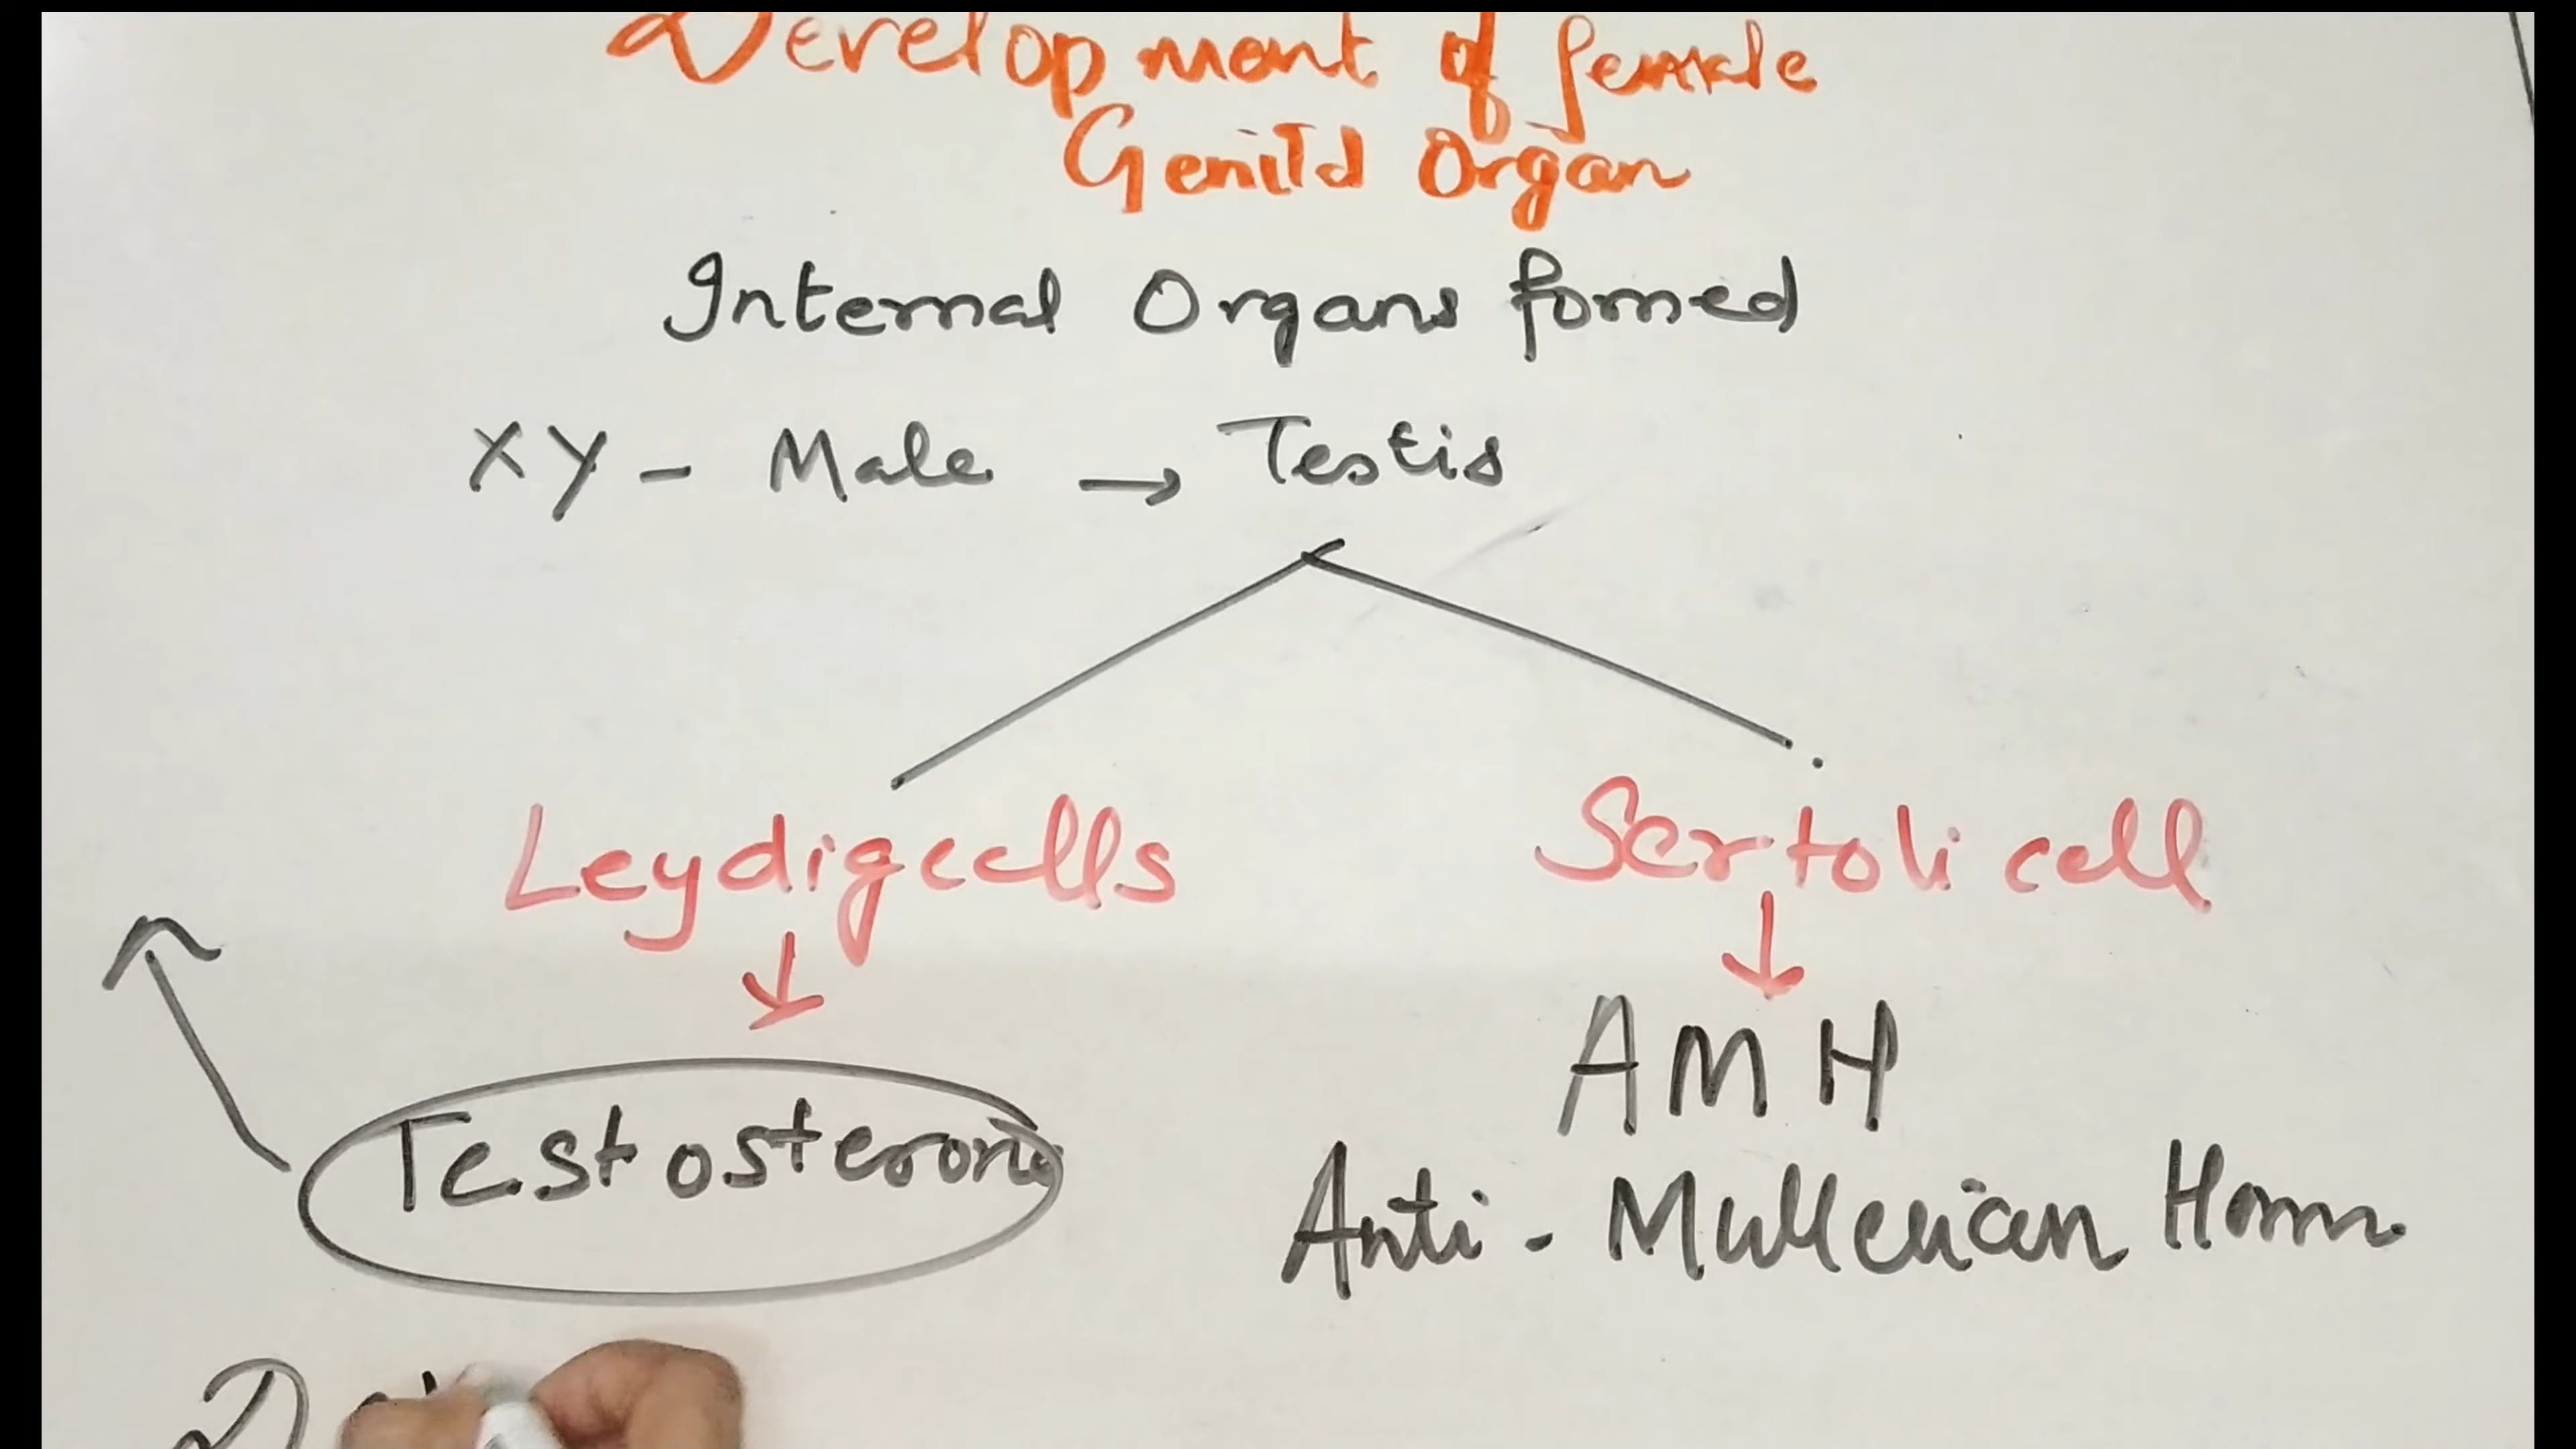 Development of female
Genital Organ
Internal Organs formed
XY - Male → Testis
Leydig cells
Sertoli cell
Testosterone
AMH
Anti - Mullerian Horm.